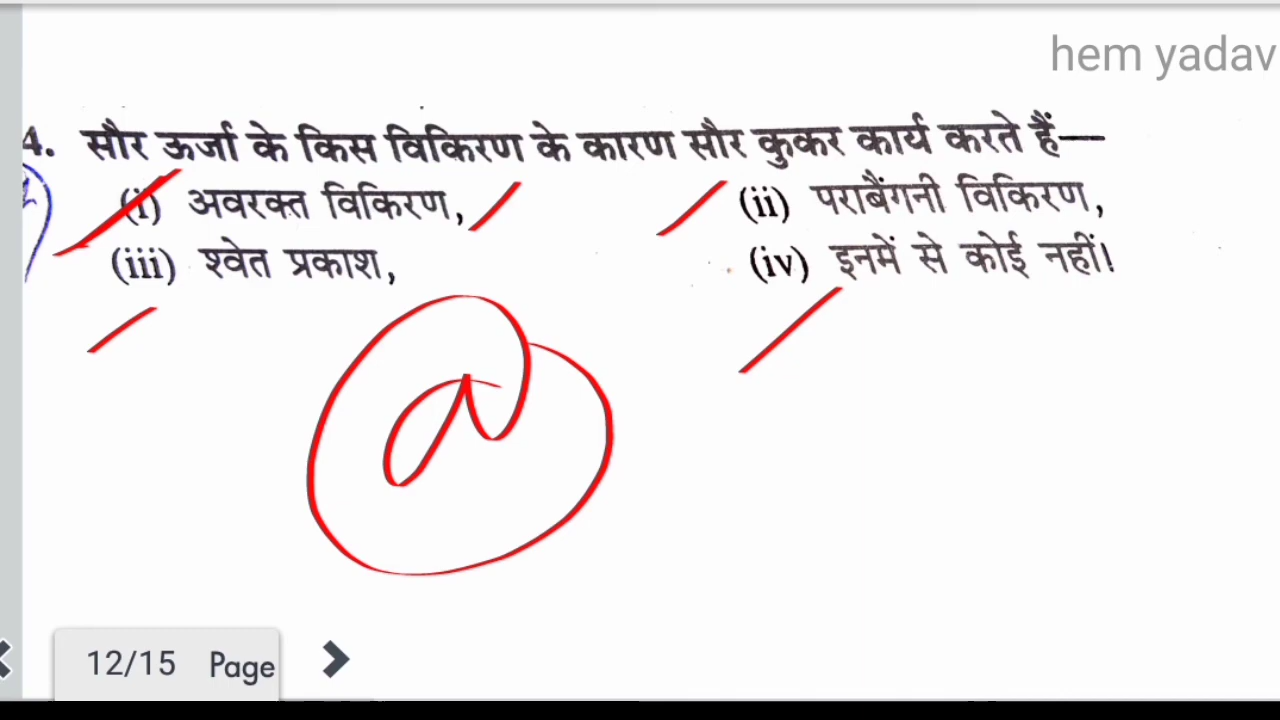 hem yadav
4. सौर ऊर्जा के किस विकिरण के कारण सौर कुकर कार्य करते हैं—
(i) अवरक्त विकिरण, (ii) पराबैंगनी विकिरण,
(iii) श्वेत प्रकाश, (iv) इनमें से कोई नहीं।
a
12/15 Page